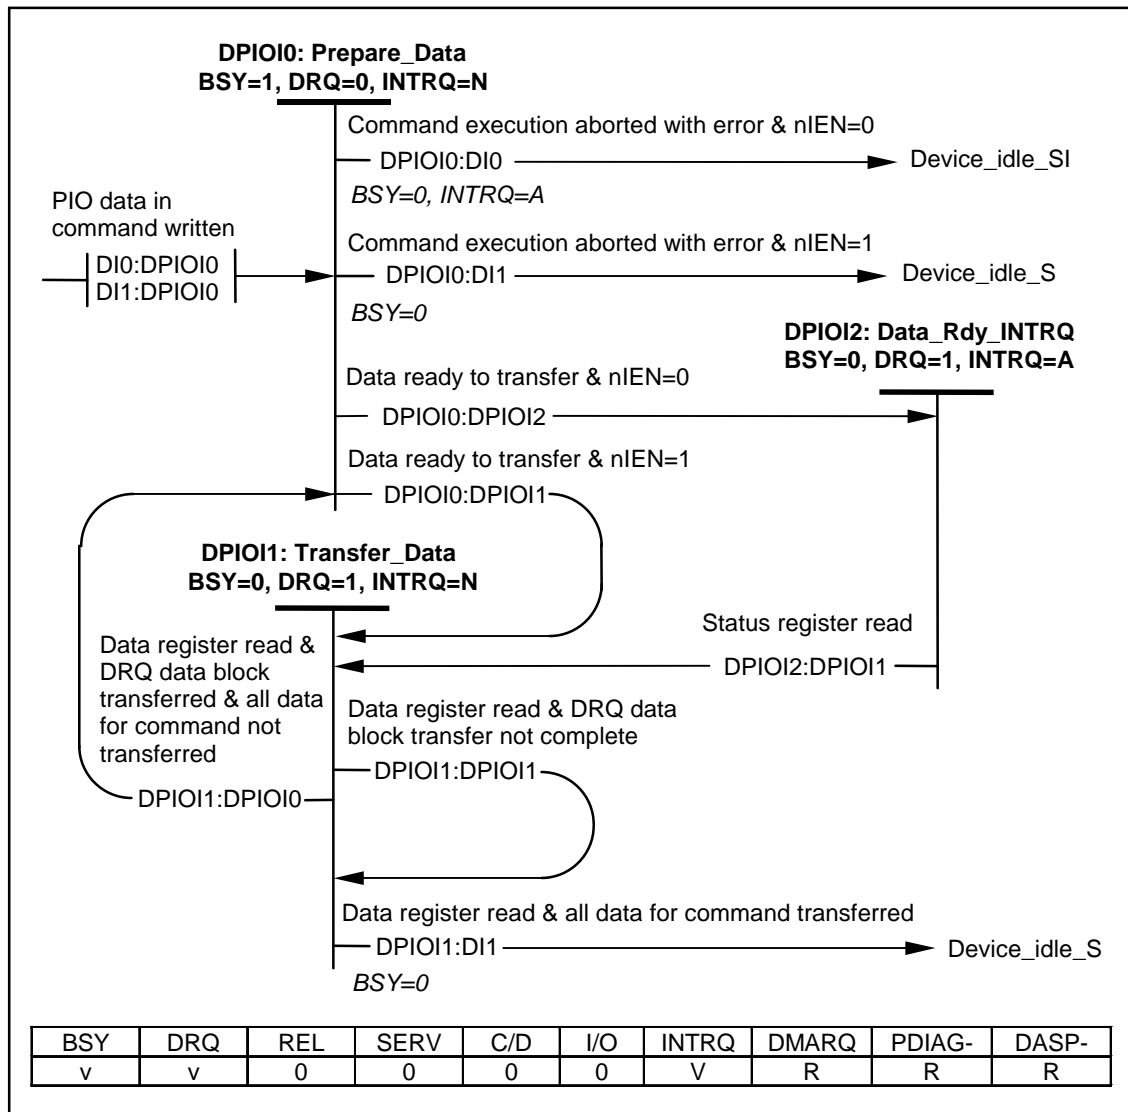 DPIOI0: Prepare_Data
BSY=1, DRQ=0, INTRQ=N
Command execution aborted with error & nIEN=0
DPIOI0:DI0
Device_idle_SI
BSY=0, INTRQ=A
PIO data in
command written
DI0:DPIOI0
DI1:DPIOI0
Command execution aborted with error & nIEN=1
DPIOI0:DI1
Device_idle_S
BSY=0
DPIOI2: Data_Rdy_INTRQ
BSY=0, DRQ=1, INTRQ=A
Data ready to transfer & nIEN=0
DPIOI0:DPIOI2
Data ready to transfer & nIEN=1
DPIOI0:DPIOI1
DPIOI1: Transfer_Data
BSY=0, DRQ=1, INTRQ=N
Status register read
DPIOI2:DPIOI1
Data register read &
DRQ data block
transferred & all data
for command not
transferred
DPIOI1:DPIOI0
Data register read & DRQ data
block transfer not complete
DPIOI1:DPIOI1
Data register read & all data for command transferred
DPIOI1:DI1
Device_idle_S
BSY=0
BSY DRQ REL SERV C/D I/O INTRQ DMARQ PDIAG- DASP-
v v 0 0 0 0 V R R R